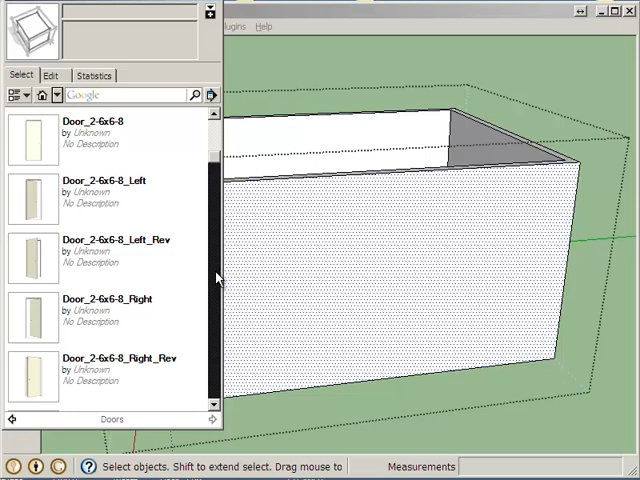 lugins Help
Select Edit Statistics
Google
Door_2-6x6-8
by Unknown
No Description
Door_2-6x6-8_Left
by Unknown
No Description
Door_2-6x6-8_Left_Rev
by Unknown
No Description
Door_2-6x6-8_Right
by Unknown
No Description
Door_2-6x6-8_Right_Rev
by Unknown
No Description
Doors
Select objects. Shift to extend select. Drag mouse to
Measurements